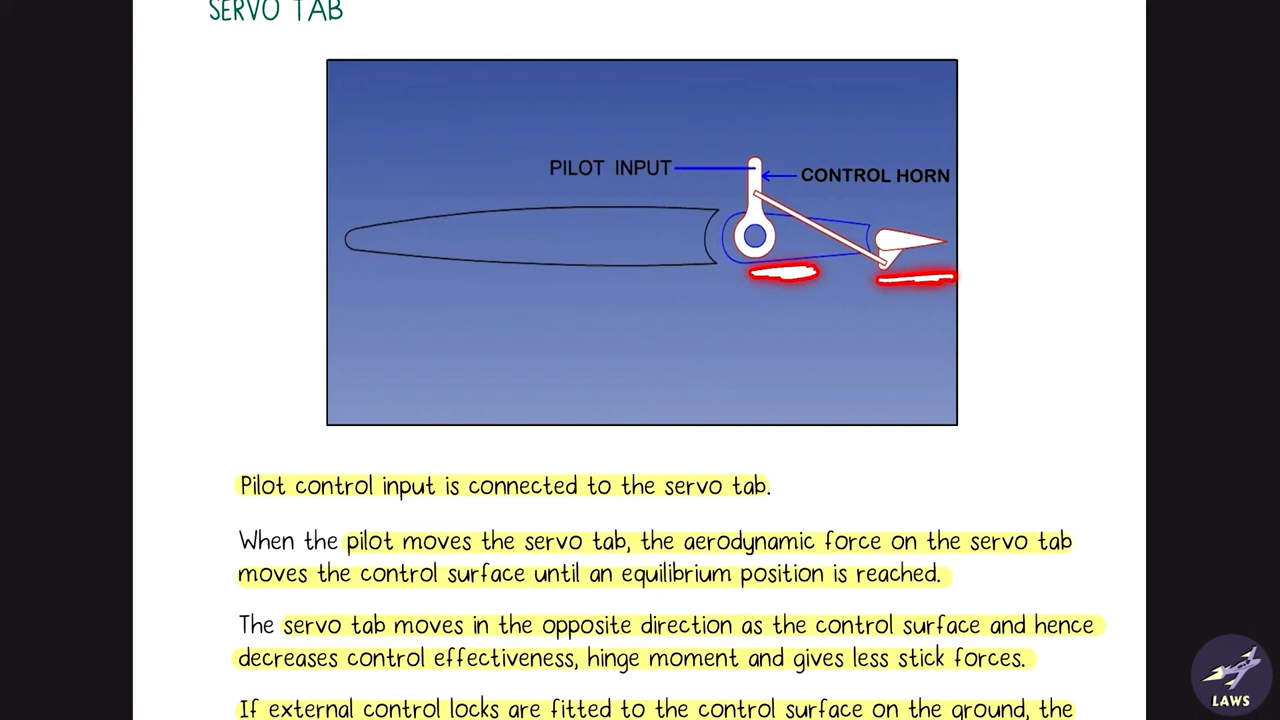 SERVO TAB
PILOT INPUT
CONTROL HORN
Pilot control input is connected to the servo tab.
When the pilot moves the servo tab, the aerodynamic force on the servo tab
moves the control surface until an equilibrium position is reached.
The servo tab moves in the opposite direction as the control surface and hence
decreases control effectiveness, hinge moment and gives less stick forces.
If external control locks are fitted to the control surface on the ground, the
LAWS